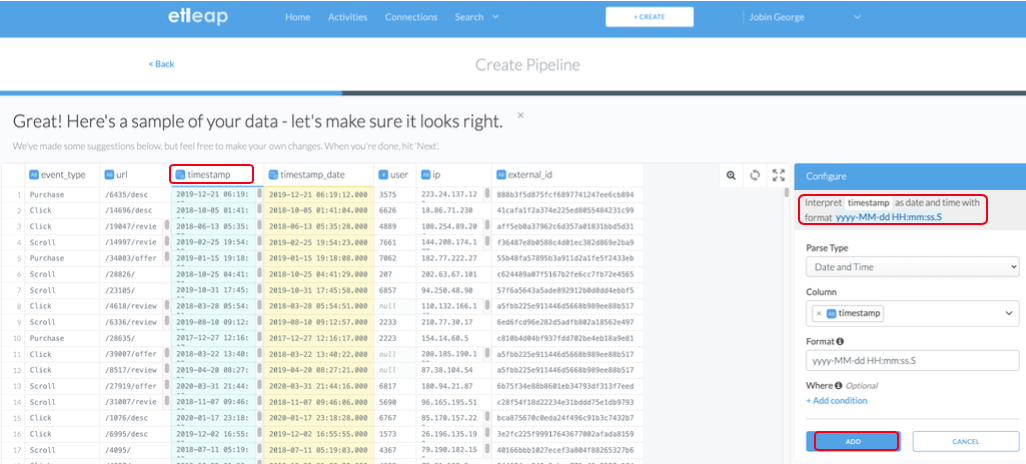 etleap Home Activities Connections Search + CREATE Jobin George
< Back Create Pipeline
Great! Here's a sample of your data - let's make sure it looks right. ×
We've made some suggestions below, but feel free to make your own changes. When you're done, hit 'Next'.
event_type url timestamp timestamp_date user ip external_id
1 Purchase /6435/desc 2019-12-21 06:19: 2019-12-21 06:19:12.000 3575 223.24.137.12 888b3f5d875fcf6897741247ee6cb894
2 Click /14696/desc 2018-10-05 01:41: 2018-10-05 01:41:04.000 6626 18.86.71.230 41cafa1f2a374e225ed8055484231c99
3 Click /19047/revie 2018-06-13 05:35: 2018-06-13 05:35:28.000 4889 108.254.89.20 aff5eb0a37962c6d357a01831bbd5d31
4 Scroll /14997/revie 2019-02-25 19:54: 2019-02-25 19:54:23.000 7661 144.208.174.1 f36487e8b0588c4d01ec382d869e2ba9
5 Purchase /34003/offer 2019-01-15 19:18: 2019-01-15 19:18:08.000 7062 182.77.222.27 55b48fa57895b3a911d2a1fe5f2433eb
6 Scroll /28826/ 2018-10-25 04:41: 2018-10-25 04:41:29.000 207 202.63.67.101 c624489a07f5167b2fe6cc7fb72e4565
7 Scroll /23105/ 2019-10-31 17:45: 2019-10-31 17:45:58.000 6857 94.250.48.90 57f6a5643a5ade892912b0d0dd4ebbf5
8 Click /4618/review 2018-03-28 05:54: 2018-03-28 05:54:51.000 null 110.132.166.1 a5fbb225e911446d5668b989ee88b517
9 Scroll /6336/review 2019-08-10 09:12: 2019-08-10 09:12:57.000 2233 210.77.30.17 6ed6fcd96e282d5adfb802a18562e497
10 Purchase /28635/ 2017-12-27 12:16: 2017-12-27 12:16:17.000 2223 154.14.60.5 c810b4d04bf937fdd702be4eb18a9e01
11 Click /39007/offer 2018-03-22 13:40: 2018-03-22 13:40:22.000 null 208.185.190.1 a5fbb225e911446d5668b989ee88b517
12 Click /8517/review 2019-04-20 08:27: 2019-04-20 08:27:21.000 null 87.38.104.54 a5fbb225e911446d5668b989ee88b517
13 Scroll /27919/offer 2020-03-31 21:44: 2020-03-31 21:44:16.000 6817 180.94.21.87 6b75f34e88b8601eb34793df313f7eed
14 Scroll /31007/revie 2018-11-07 09:46: 2018-11-07 09:46:06.000 5690 96.165.195.51 c28f54f18d22234e31bddd75e1db9793
15 Click /1076/desc 2020-01-17 23:18: 2020-01-17 23:18:28.000 6767 85.170.157.22 bca875670c0eda24f496c91b3c7432b7
16 Click /6995/desc 2019-12-02 16:55: 2019-12-02 16:55:55.000 1573 26.196.135.19 3e2fc225f99917643677002afada8159
17 Scroll /4095/ 2018-07-11 05:19: 2018-07-11 05:19:03.000 4367 79.190.182.15 40166bbb1027ecef3a804f88265327b6
Configure
Interpret timestamp as date and time with
format yyyy-MM-dd HH:mm:ss.S
Parse Type
Date and Time
Column
× timestamp
Format
yyyy-MM-dd HH:mm:ss.S
Where Optional
+ Add condition
ADD CANCEL